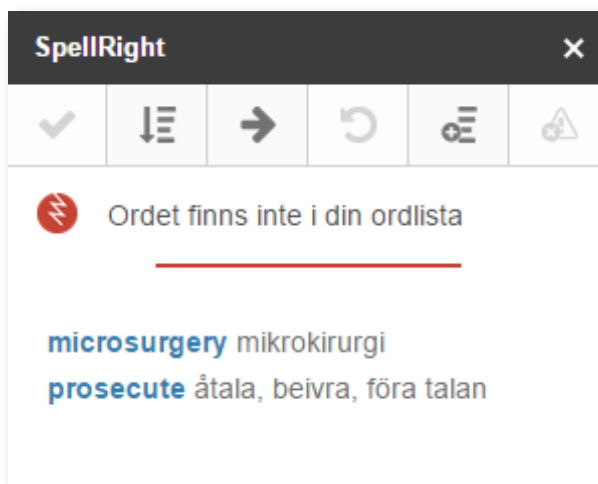 SpellRight
Ordet finns inte i din ordlista
microsurgery mikrokirurgi
prosecute åtala, beivra, föra talan